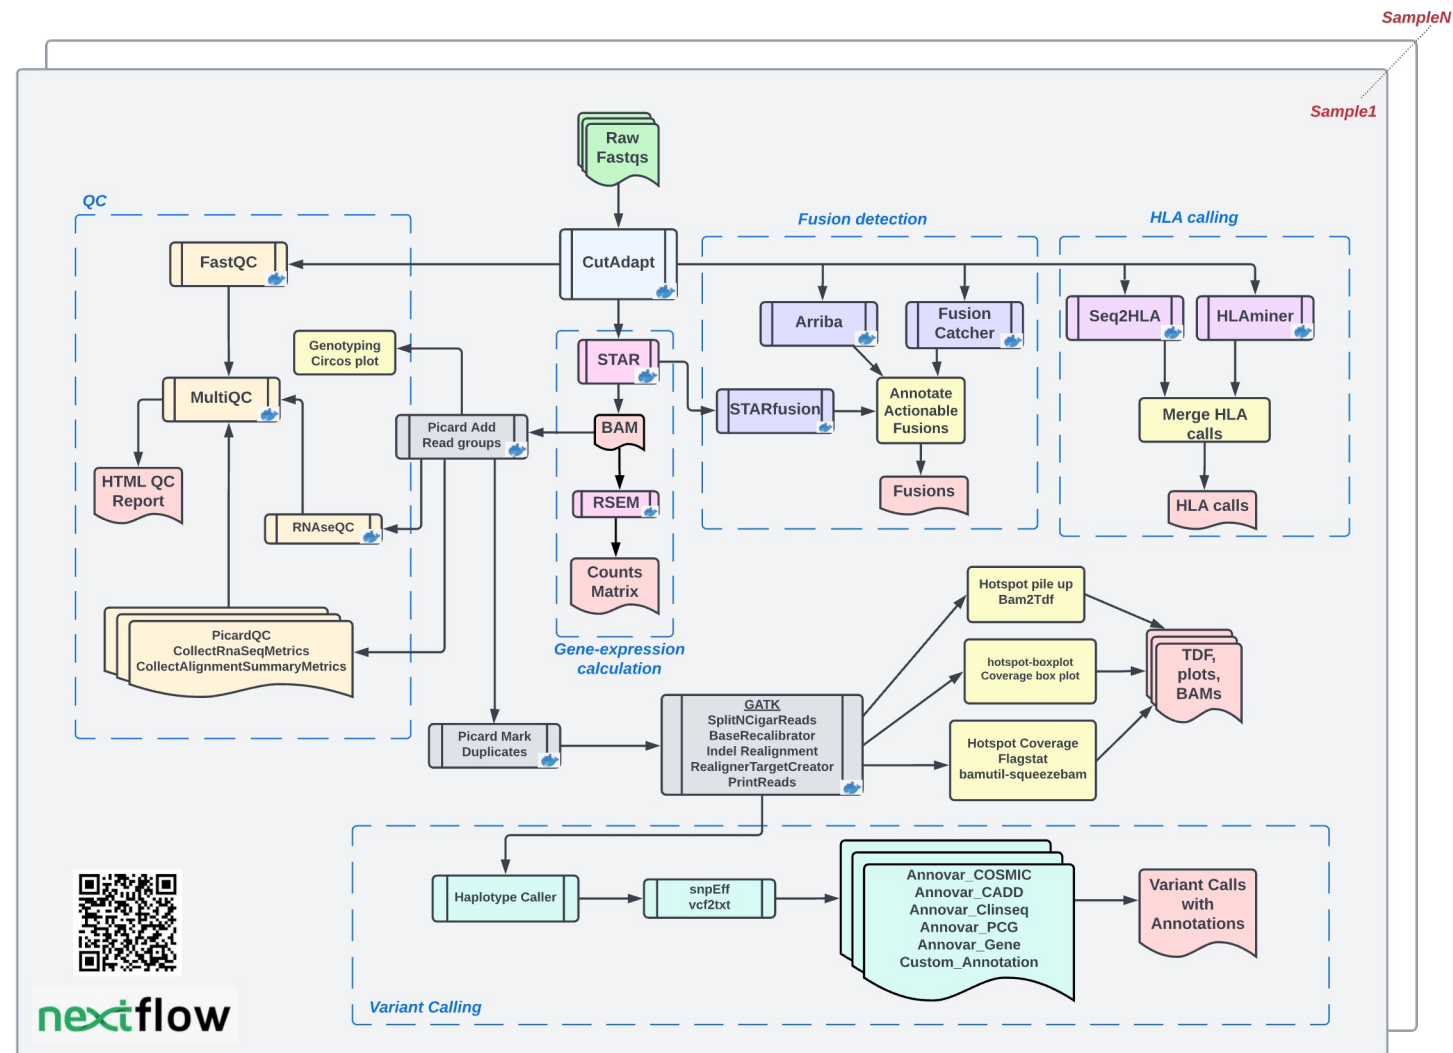 SampleN
Sample1
Raw
Fastqs
QC
Fusion detection
HLA calling
FastQC
CutAdapt
Arriba
Fusion
Catcher
Seq2HLA
HLAminer
Genotyping
Circos plot
STAR
MultiQC
STARfusion
Annotate
Actionable
Fusions
Merge HLA
calls
Picard Add
Read groups
BAM
HTML QC
Report
RNAseQC
RSEM
Fusions
HLA calls
Counts
Matrix
Gene-expression
calculation
PicardQC
CollectRnaSeqMetrics
CollectAlignmentSummaryMetrics
Hotspot pile up
Bam2Tdf
hotspot-boxplot
Coverage box plot
TDF,
plots,
BAMs
Picard Mark
Duplicates
GATK
SplitNCigarReads
BaseRecalibrator
Indel Realignment
RealignerTargetCreator
PrintReads
Hotspot Coverage
Flagstat
bamutil-squeezebam
Haplotype Caller
snpEff
vcf2txt
Annovar_COSMIC
Annovar_CADD
Annovar_Clinseq
Annovar_PCG
Annovar_Gene
Custom_Annotation
Variant Calls
with
Annotations
Variant Calling
nextflow